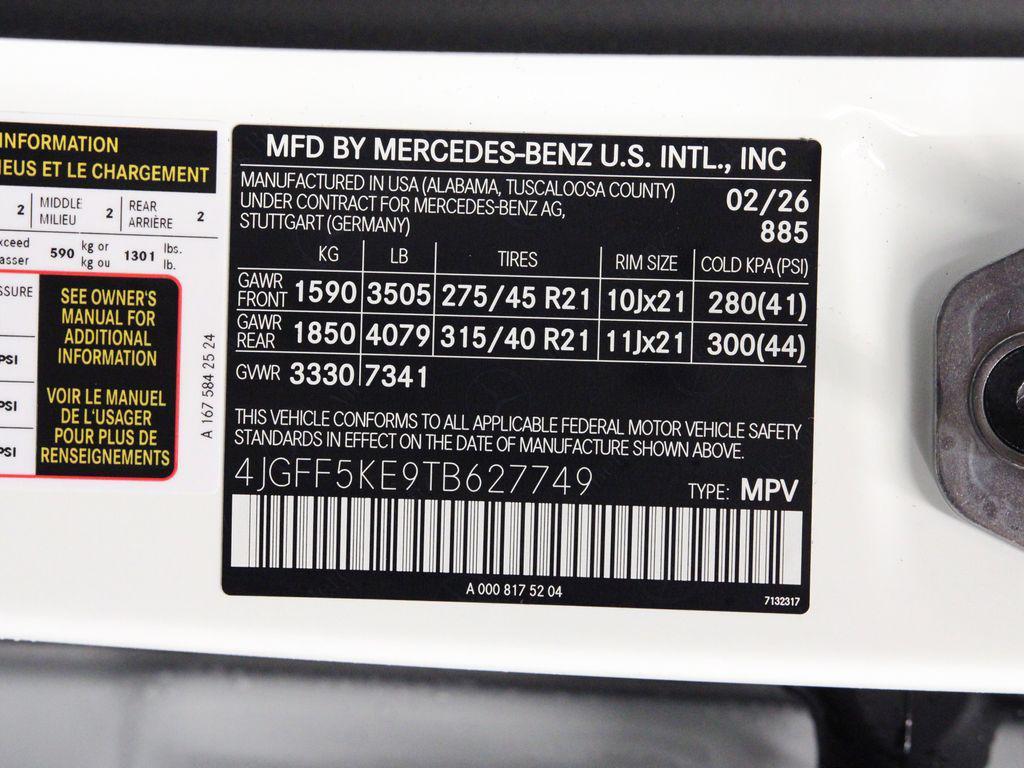 INFORMATION
EUS ET LE CHARGEMENT
2 MIDDLE MILIEU 2 REAR ARRIÈRE 2
590 kg or kg ou 1301 lbs. lb.
SEE OWNER'S
MANUAL FOR
ADDITIONAL
INFORMATION
PSI
PSI
PSI
VOIR LE MANUEL
DE L'USAGER
POUR PLUS DE
RENSEIGNEMENTS
A 167 584 25 24
MFD BY MERCEDES-BENZ U.S. INTL., INC
MANUFACTURED IN USA (ALABAMA, TUSCALOOSA COUNTY)
UNDER CONTRACT FOR MERCEDES-BENZ AG,
STUTTGART (GERMANY)
02/26
885
KG LB TIRES RIM SIZE COLD KPA (PSI)
GAWR FRONT 1590 3505 275/45 R21 10Jx21 280(41)
GAWR REAR 1850 4079 315/40 R21 11Jx21 300(44)
GVWR 3330 7341
THIS VEHICLE CONFORMS TO ALL APPLICABLE FEDERAL MOTOR VEHICLE SAFETY
STANDARDS IN EFFECT ON THE DATE OF MANUFACTURE SHOWN ABOVE.
4JGFF5KE9TB627749 TYPE: MPV
A 000 817 52 04
7132317